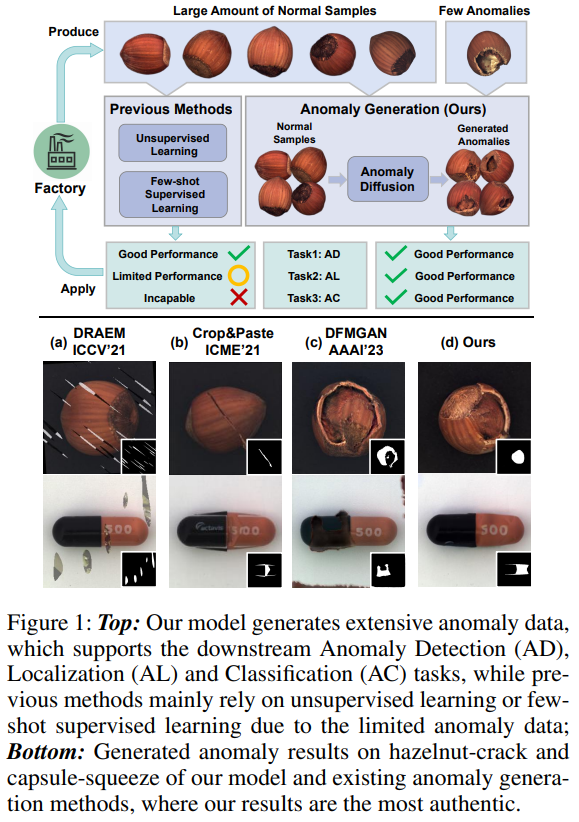 Large Amount of Normal Samples
Few Anomalies
Produce
Previous Methods
Unsupervised
Learning
Few-shot
Supervised
Learning
Anomaly Generation (Ours)
Normal
Samples
Anomaly
Diffusion
Generated
Anomalies
Factory
Apply
Good Performance
Limited Performance
Incapable
Task1: AD
Task2: AL
Task3: AC
Good Performance
Good Performance
Good Performance
(a) DRAEM
ICCV'21
(b) Crop&Paste
ICME'21
(c) DFMGAN
AAAI'23
(d) Ours
500
actavis
500
500
Figure 1: Top: Our model generates extensive anomaly data,
which supports the downstream Anomaly Detection (AD),
Localization (AL) and Classification (AC) tasks, while pre-
vious methods mainly rely on unsupervised learning or few-
shot supervised learning due to the limited anomaly data;
Bottom: Generated anomaly results on hazelnut-crack and
capsule-squeeze of our model and existing anomaly genera-
tion methods, where our results are the most authentic.